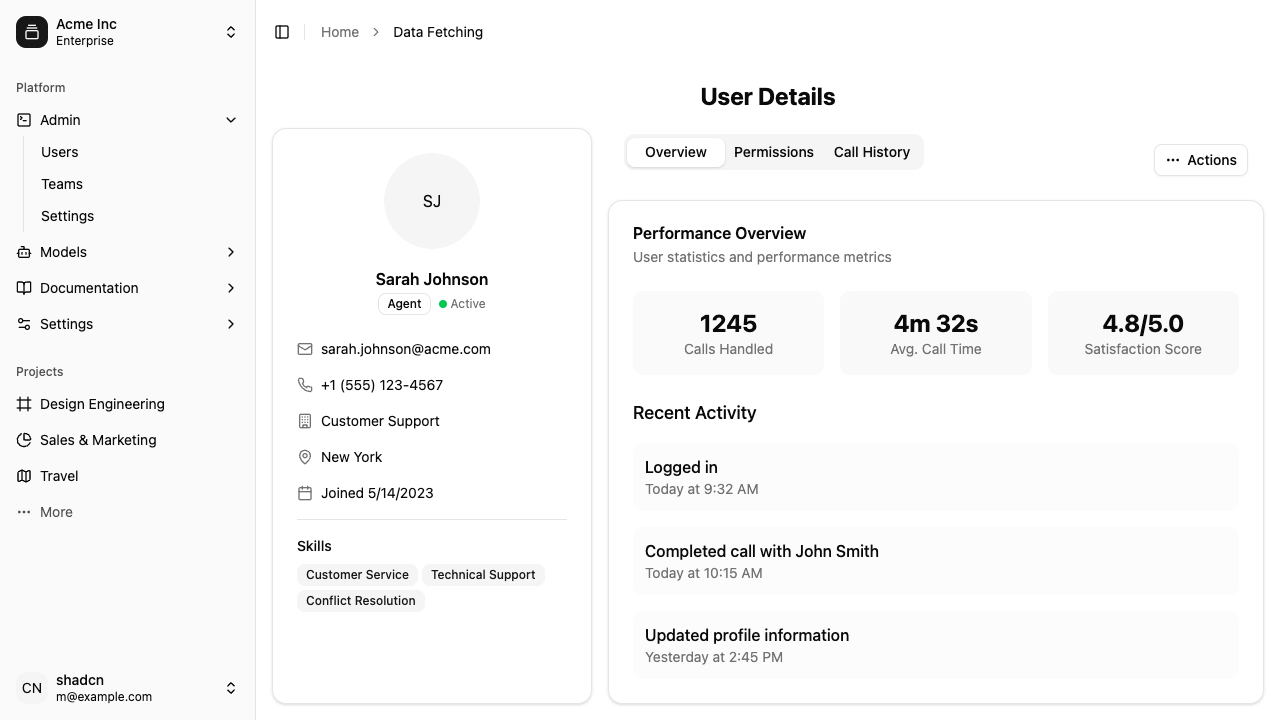 Acme Inc
Enterprise
Platform
Admin
Users
Teams
Settings
Models
Documentation
Settings
Projects
Design Engineering
Sales & Marketing
Travel
More
CN
shadcn
m@example.com
Home
Data Fetching
User Details
SJ
Sarah Johnson
Agent
Active
sarah.johnson@acme.com
+1 (555) 123-4567
Customer Support
New York
Joined 5/14/2023
Skills
Customer Service
Technical Support
Conflict Resolution
Overview
Permissions
Call History
Actions
Performance Overview
User statistics and performance metrics
1245
Calls Handled
4m 32s
Avg. Call Time
4.8/5.0
Satisfaction Score
Recent Activity
Logged in
Today at 9:32 AM
Completed call with John Smith
Today at 10:15 AM
Updated profile information
Yesterday at 2:45 PM